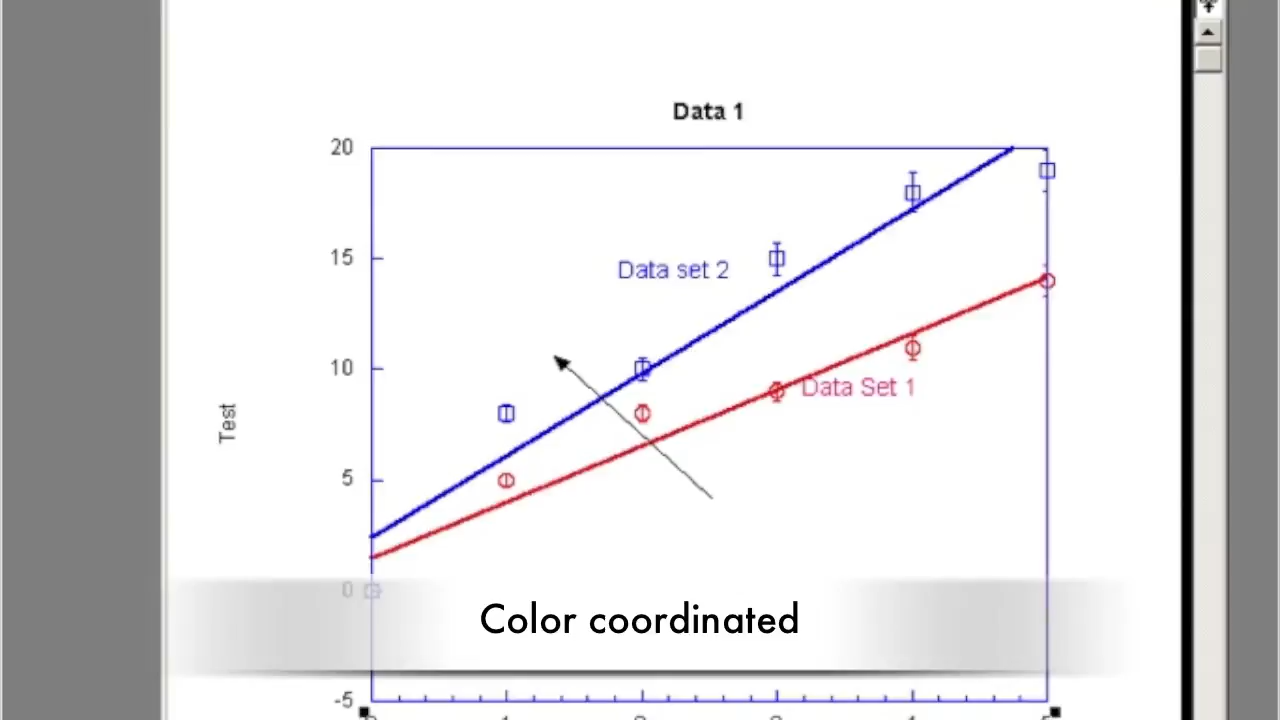 Data 1
20
15
Data set 2
10
Data Set 1
Test
5
0
Color coordinated
-5